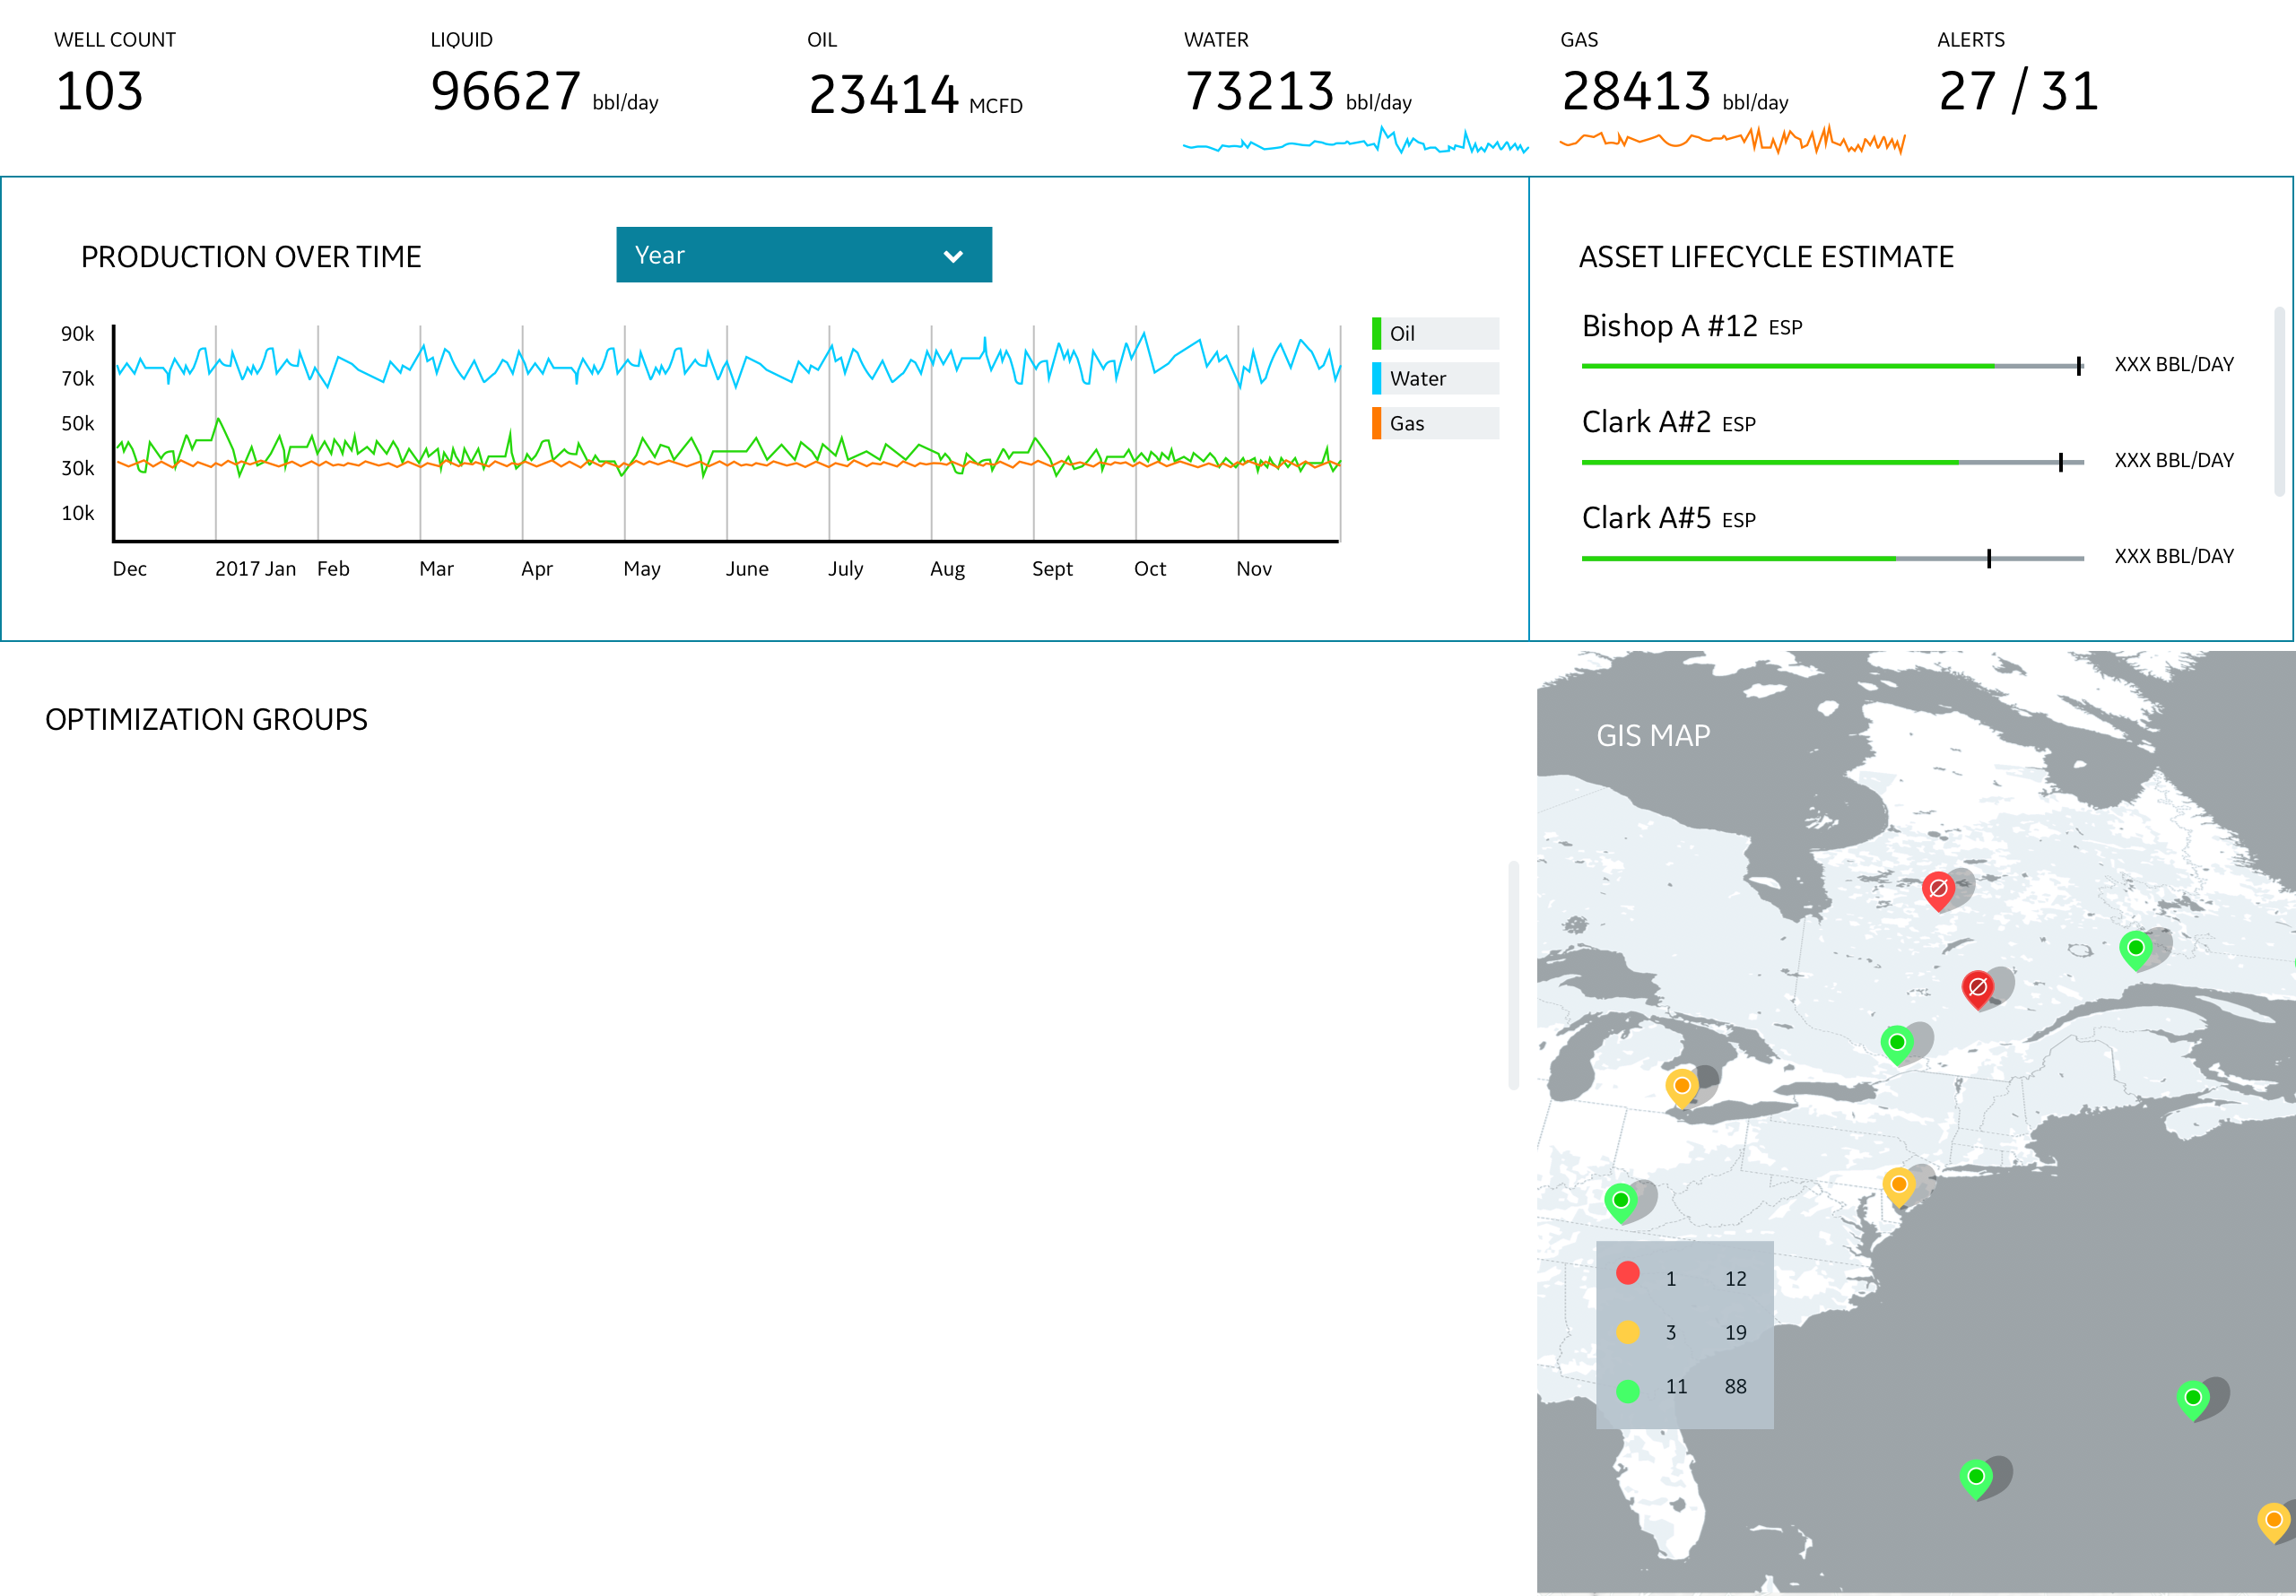 WELL COUNT
103
LIQUID
96627 bbl/day
OIL
23414 MCFD
WATER
73213 bbl/day
GAS
28413 bbl/day
ALERTS
27 / 31
PRODUCTION OVER TIME
Year
90k
70k
50k
30k
10k
Dec 2017 Jan Feb Mar Apr May June July Aug Sept Oct Nov
Oil
Water
Gas
ASSET LIFECYCLE ESTIMATE
Bishop A #12 ESP
XXX BBL/DAY
Clark A#2 ESP
XXX BBL/DAY
Clark A#5 ESP
XXX BBL/DAY
OPTIMIZATION GROUPS
GIS MAP
1 12
3 19
11 88